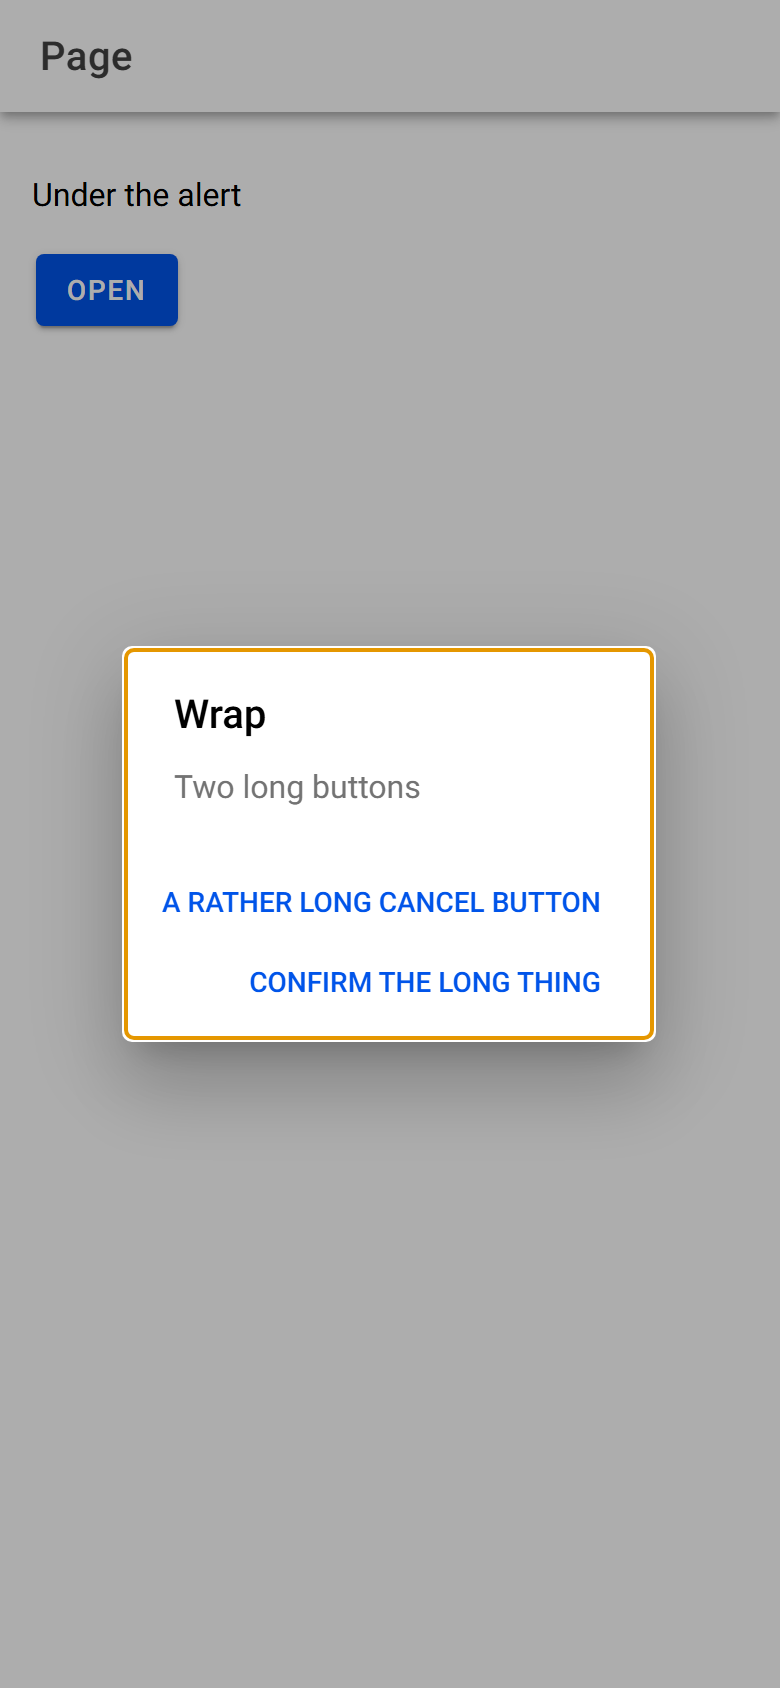 Page
Under the alert
OPEN
Wrap
Two long buttons
A RATHER LONG CANCEL BUTTON
CONFIRM THE LONG THING